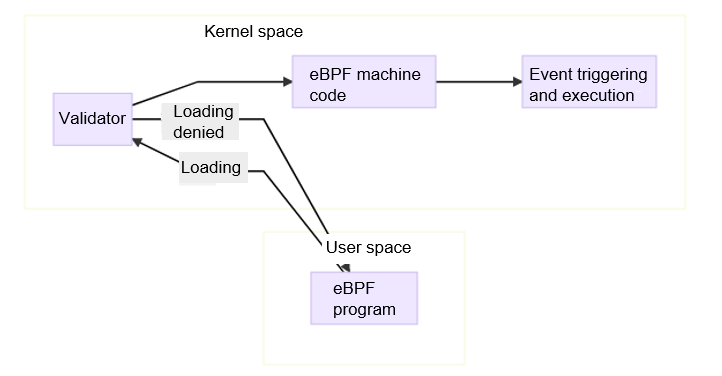 Kernel space
eBPF machine
code
Event triggering
and execution
Validator
Loading
denied
Loading
User space
eBPF
program